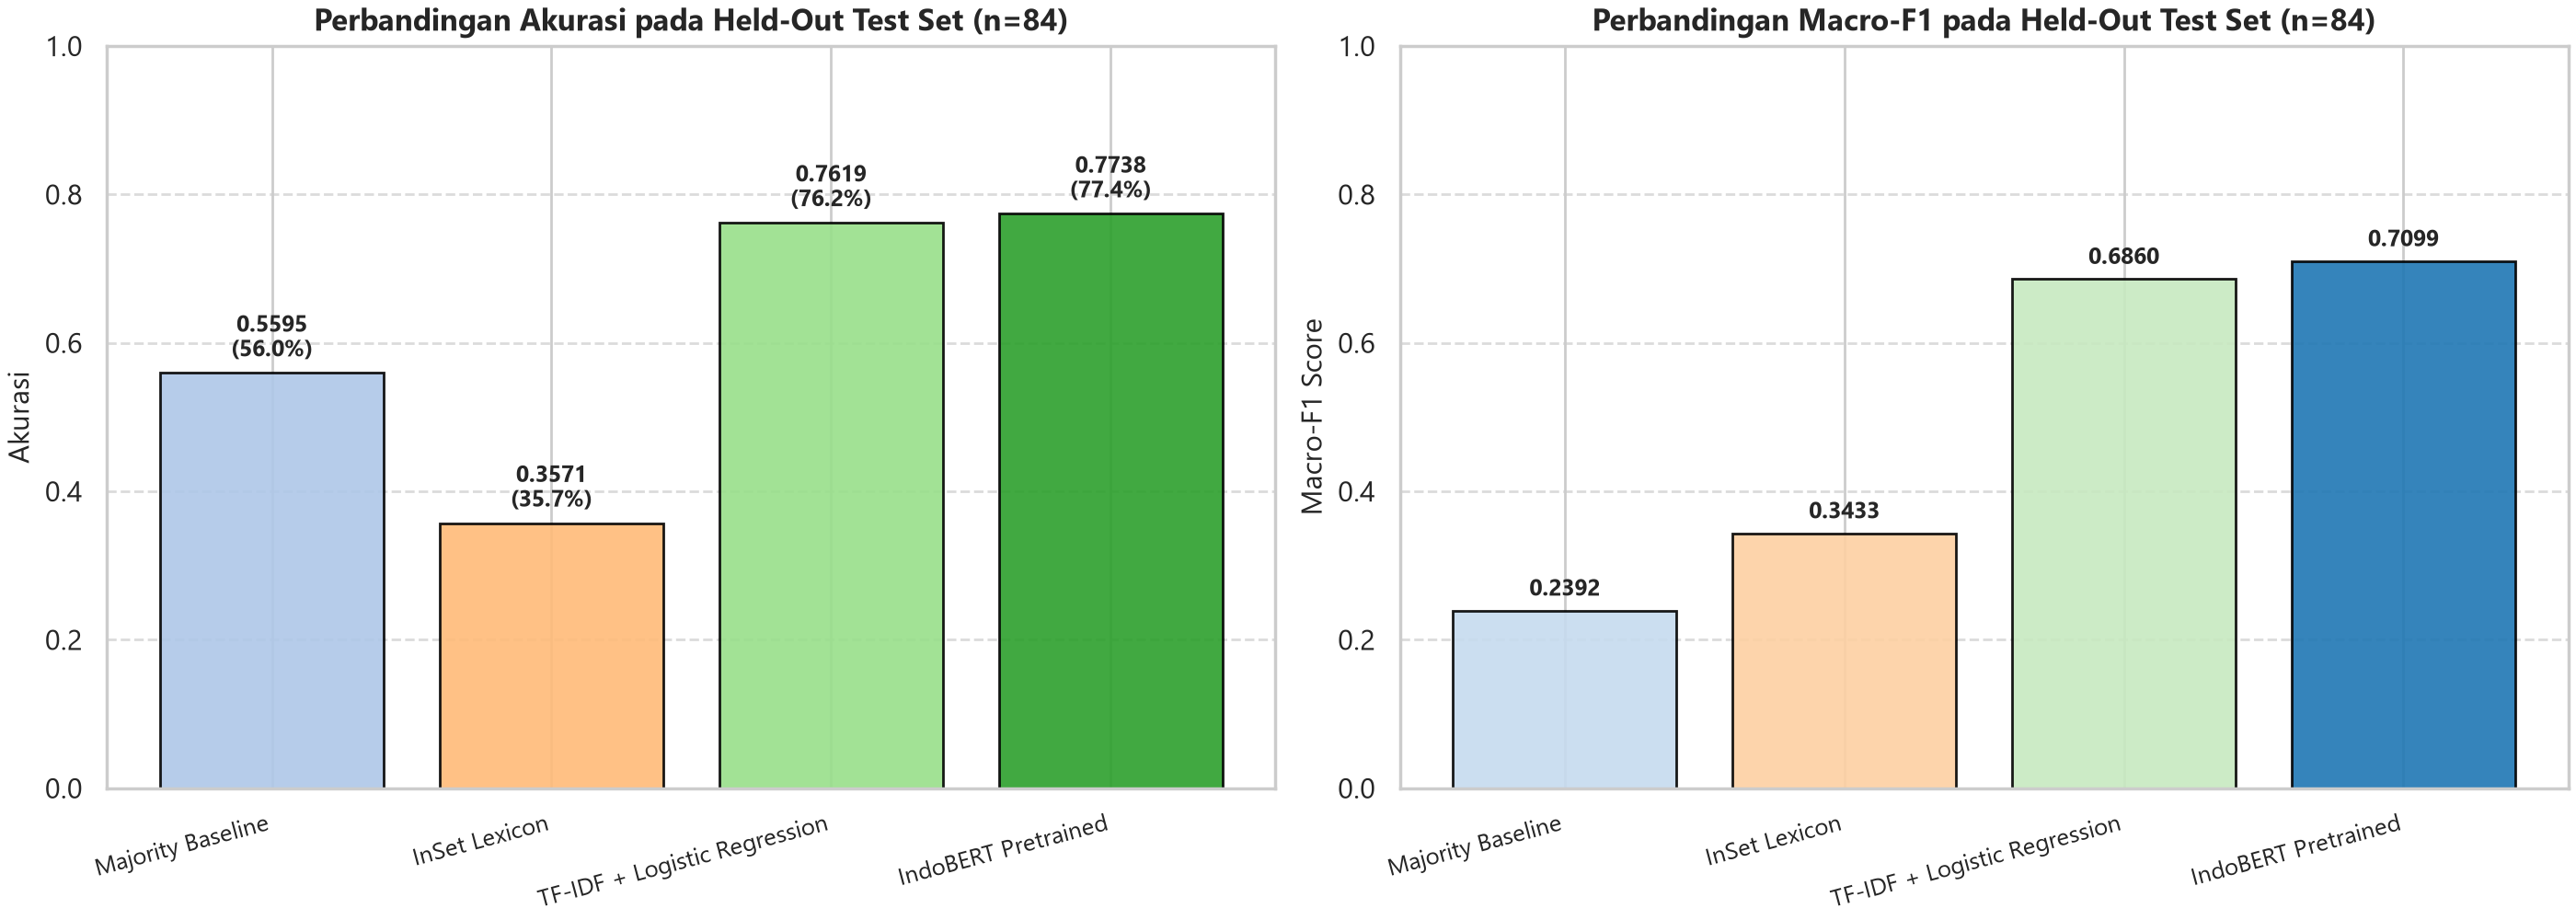 Perbandingan Akurasi pada Held-Out Test Set (n=84)
Akurasi
1.0
0.8
0.6
0.4
0.2
0.0
0.5595
(56.0%)
0.3571
(35.7%)
0.7619
(76.2%)
0.7738
(77.4%)
Majority Baseline
InSet Lexicon
TF-IDF + Logistic Regression
IndoBERT Pretrained
Perbandingan Macro-F1 pada Held-Out Test Set (n=84)
Macro-F1 Score
1.0
0.8
0.6
0.4
0.2
0.0
0.2392
0.3433
0.6860
0.7099
Majority Baseline
InSet Lexicon
TF-IDF + Logistic Regression
IndoBERT Pretrained